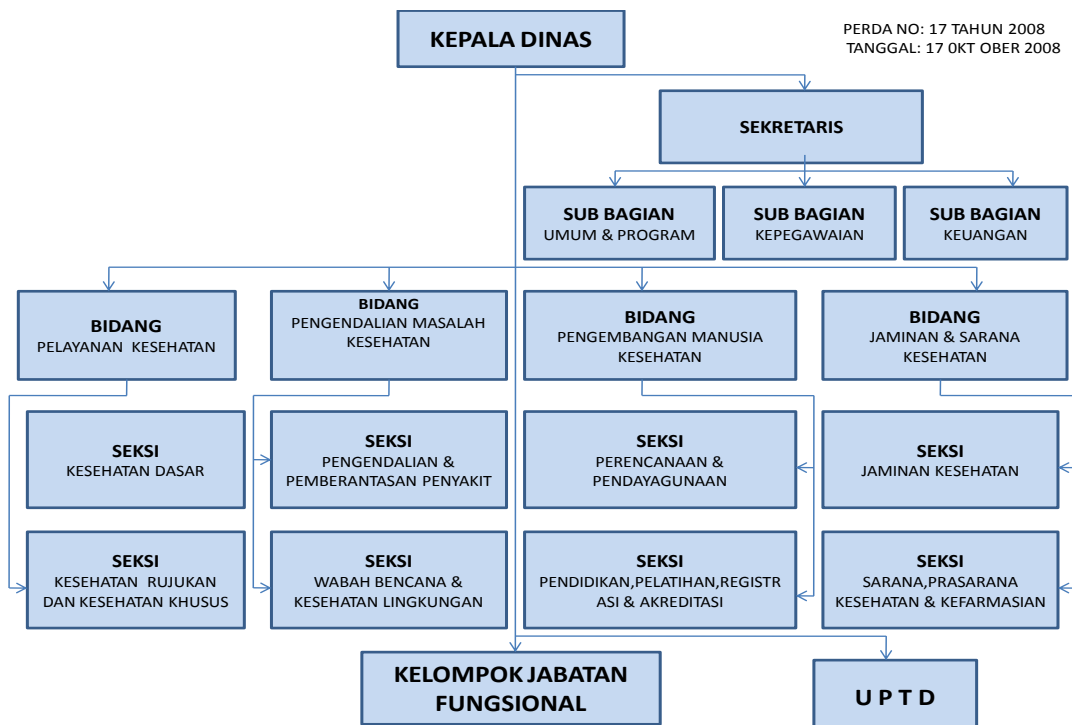 KEPALA DINAS
PERDA NO: 17 TAHUN 2008
TANGGAL: 17 0KT OBER 2008
SEKRETARIS
SUB BAGIAN
UMUM & PROGRAM
SUB BAGIAN
KEPEGAWAIAN
SUB BAGIAN
KEUANGAN
BIDANG
PELAYANAN KESEHATAN
BIDANG
PENGENDALIAN MASALAH
KESEHATAN
BIDANG
PENGEMBANGAN MANUSIA
KESEHATAN
BIDANG
JAMINAN & SARANA
KESEHATAN
SEKSI
KESEHATAN DASAR
SEKSI
PENGENDALIAN &
PEMBERANTASAN PENYAKIT
SEKSI
PERENCANAAN &
PENDAYAGUNAAN
SEKSI
JAMINAN KESEHATAN
SEKSI
KESEHATAN RUJUKAN
DAN KESEHATAN KHUSUS
SEKSI
WABAH BENCANA &
KESEHATAN LINGKUNGAN
SEKSI
PENDIDIKAN,PELATIHAN,REGISTR
ASI & AKREDITASI
SEKSI
SARANA,PRASARANA
KESEHATAN & KEFARMASIAN
KELOMPOK JABATAN
FUNGSIONAL
U P T D